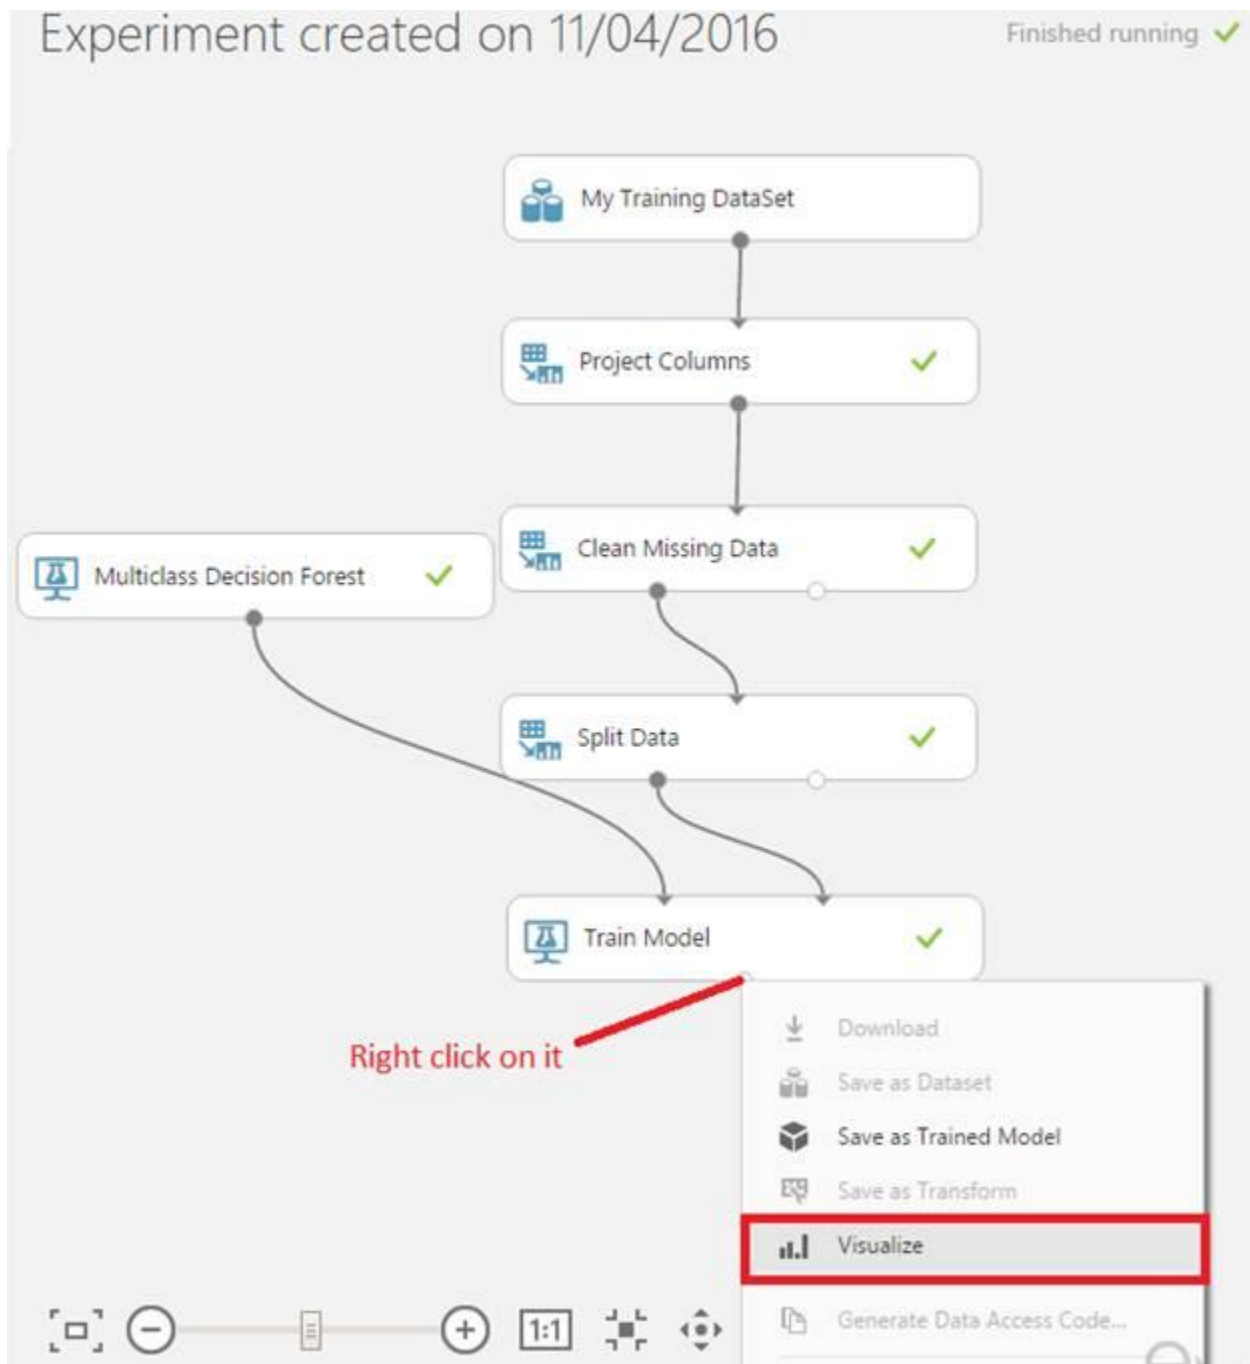 Experiment created on 11/04/2016
Finished running
My Training DataSet
Project Columns
Clean Missing Data
Multiclass Decision Forest
Split Data
Train Model
Right click on it
Download
Save as Dataset
Save as Trained Model
Save as Transform
Visualize
Generate Data Access Code...
1:1